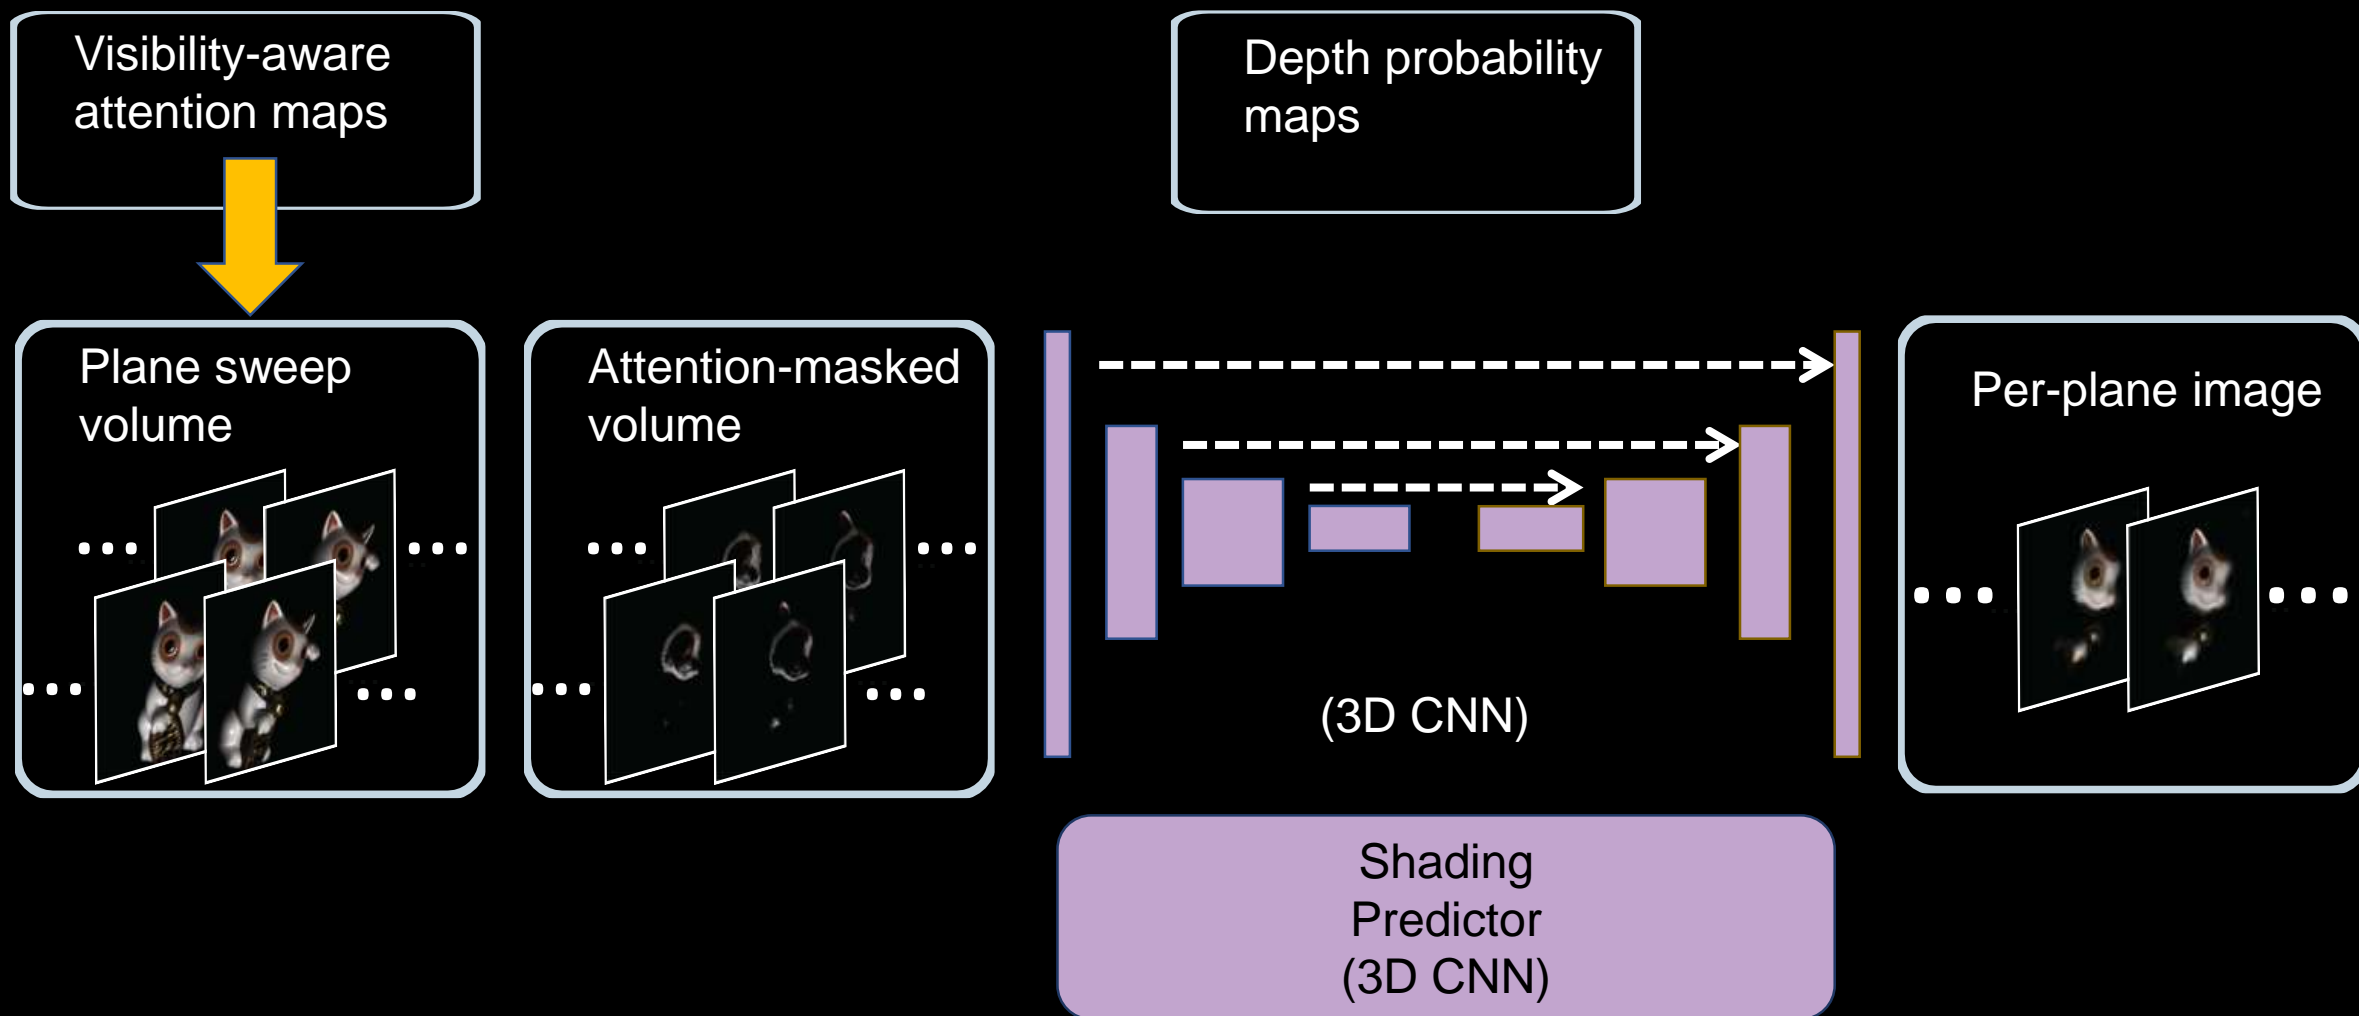 Visibility-aware
attention maps
Depth probability
maps
Plane sweep
volume
Attention-masked
volume
Per-plane image
(3D CNN)
Shading
Predictor
(3D CNN)